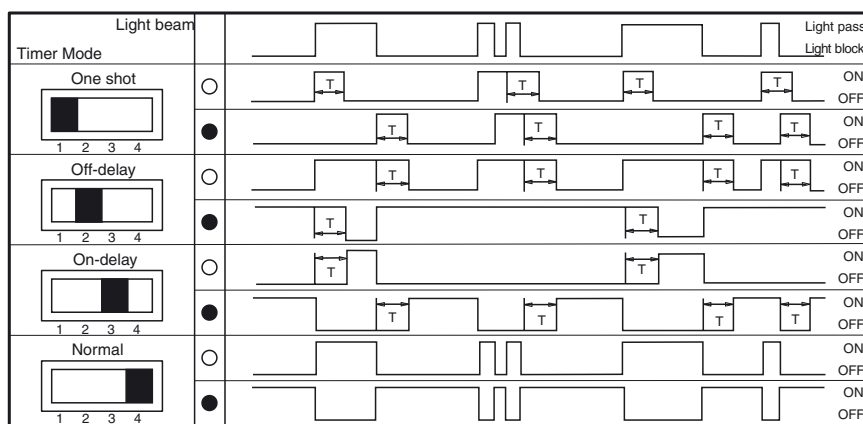 Light beam
Light pass
Light block
Timer Mode
One shot
1 2 3 4
T T T T
ON
OFF
T T T T
ON
OFF
Off-delay
1 2 3 4
T T T T
ON
OFF
T T
ON
OFF
On-delay
1 2 3 4
T T
ON
OFF
T T T T
ON
OFF
Normal
1 2 3 4
ON
OFF
ON
OFF